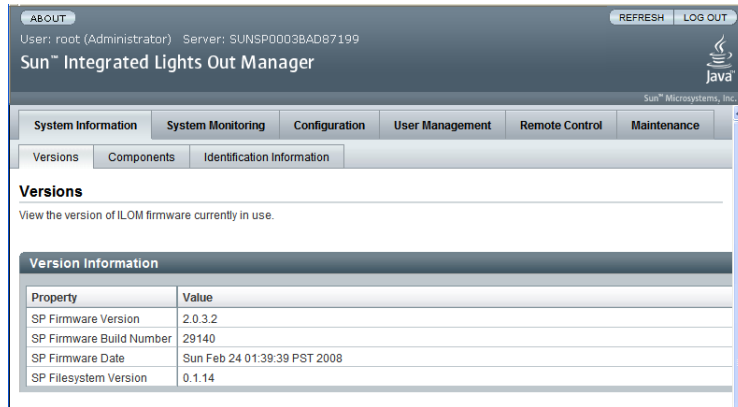 ABOUT REFRESH LOG OUT
User: root (Administrator) Server: SUNSP0003BAD87199
Sun™ Integrated Lights Out Manager
Java™
Sun™ Microsystems, Inc.
System Information System Monitoring Configuration User Management Remote Control Maintenance
Versions Components Identification Information
Versions
View the version of ILOM firmware currently in use.
Version Information
Property Value
SP Firmware Version 2.0.3.2
SP Firmware Build Number 29140
SP Firmware Date Sun Feb 24 01:39:39 PST 2008
SP Filesystem Version 0.1.14